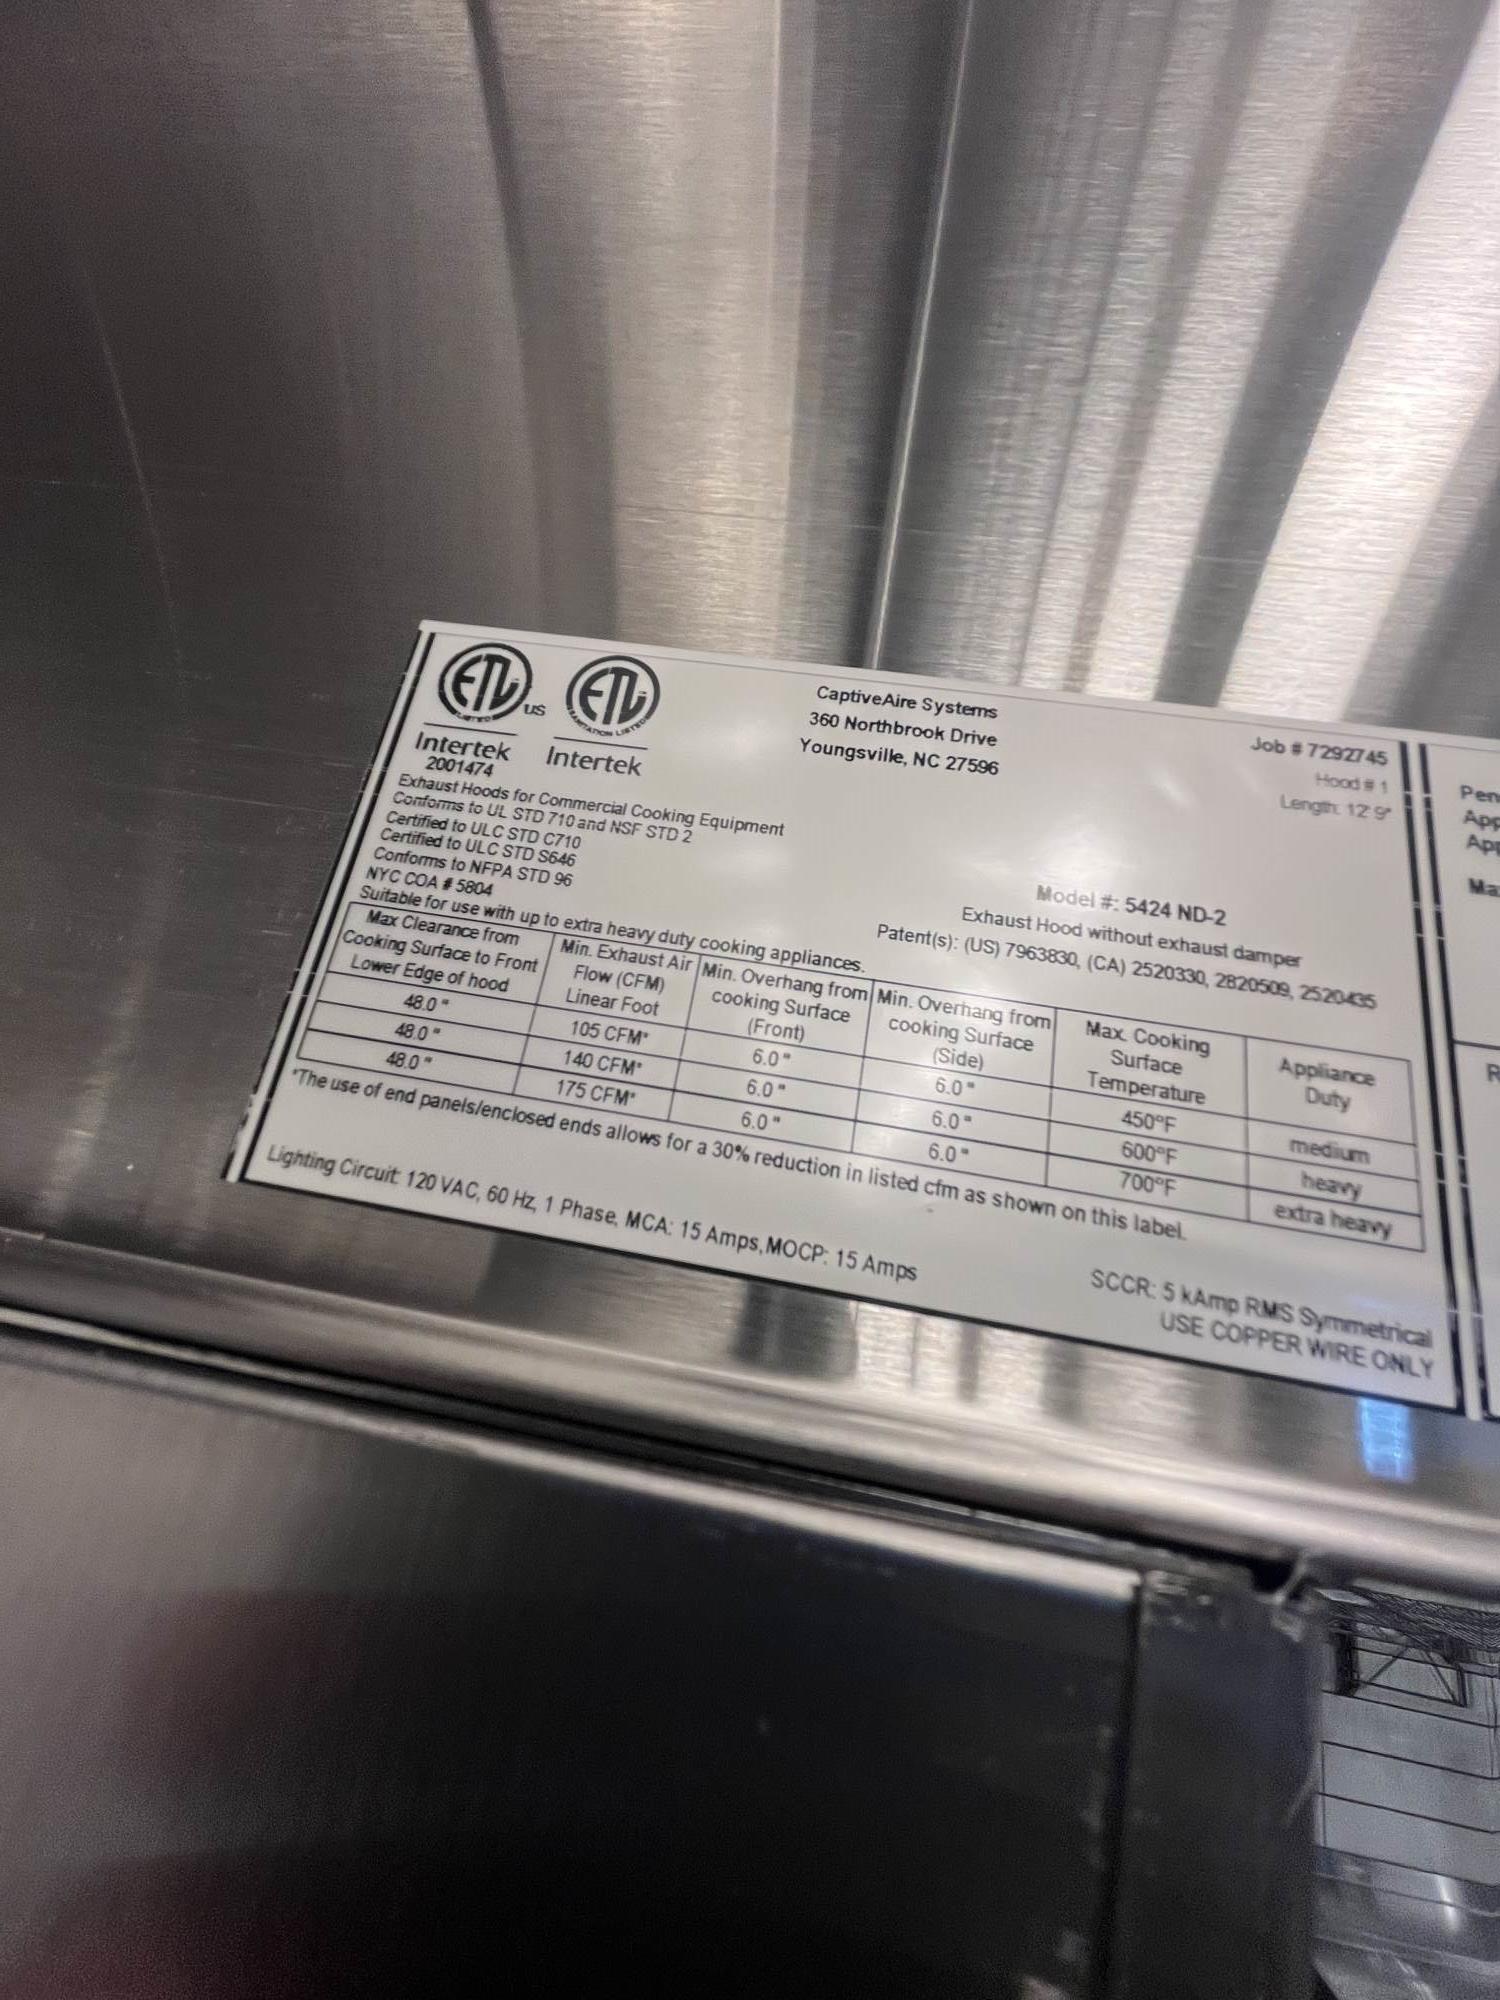 ETL
LISTED
US
ETL
SANITATION LISTED
Intertek
2001474
Intertek
CaptiveAire Systems
360 Northbrook Drive
Youngsville, NC 27596
Job # 7292745
Hood # 1
Length: 12' 9"
Exhaust Hoods for Commercial Cooking Equipment
Conforms to UL STD 710 and NSF STD 2
Certified to ULC STD C710
Certified to ULC STD S646
Conforms to NFPA STD 96
NYC COA # 5804
Suitable for use with up to extra heavy duty cooking appliances.
Model #: 5424 ND-2
Exhaust Hood without exhaust damper
Patent(s): (US) 7963830, (CA) 2520330, 2820509, 2520435
Max Clearance from
Cooking Surface to Front
Lower Edge of hood
Min. Exhaust Air
Flow (CFM)
Linear Foot
Min. Overhang from
cooking Surface
(Front)
Min. Overhang from
cooking Surface
(Side)
Max. Cooking
Surface
Temperature
Appliance
Duty
48.0 " 105 CFM* 6.0 " 6.0 " 450°F medium
48.0 " 140 CFM* 6.0 " 6.0 " 600°F heavy
48.0 " 175 CFM* 6.0 " 6.0 " 700°F extra heavy
*The use of end panels/enclosed ends allows for a 30% reduction in listed cfm as shown on this label.
Lighting Circuit: 120 VAC, 60 Hz, 1 Phase, MCA: 15 Amps, MOCP: 15 Amps
SCCR: 5 kAmp RMS Symmetrical
USE COPPER WIRE ONLY